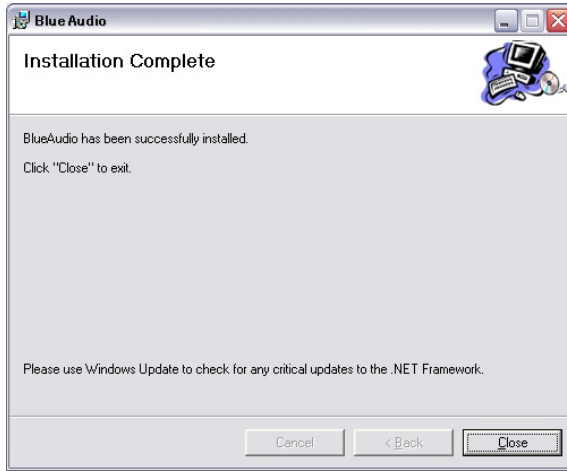 Blue Audio
Installation Complete
BlueAudio has been successfully installed.
Click "Close" to exit.
Please use Windows Update to check for any critical updates to the .NET Framework.
Cancel
< Back
Close